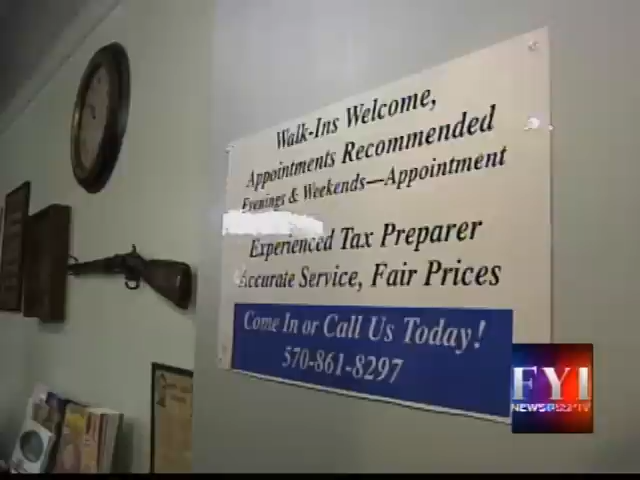 Walk-Ins Welcome,
Appointments Recommended
Evenings & Weekends—Appointment
Experienced Tax Preparer
Accurate Service, Fair Prices
Come In or Call Us Today!
570-861-8297
FYI